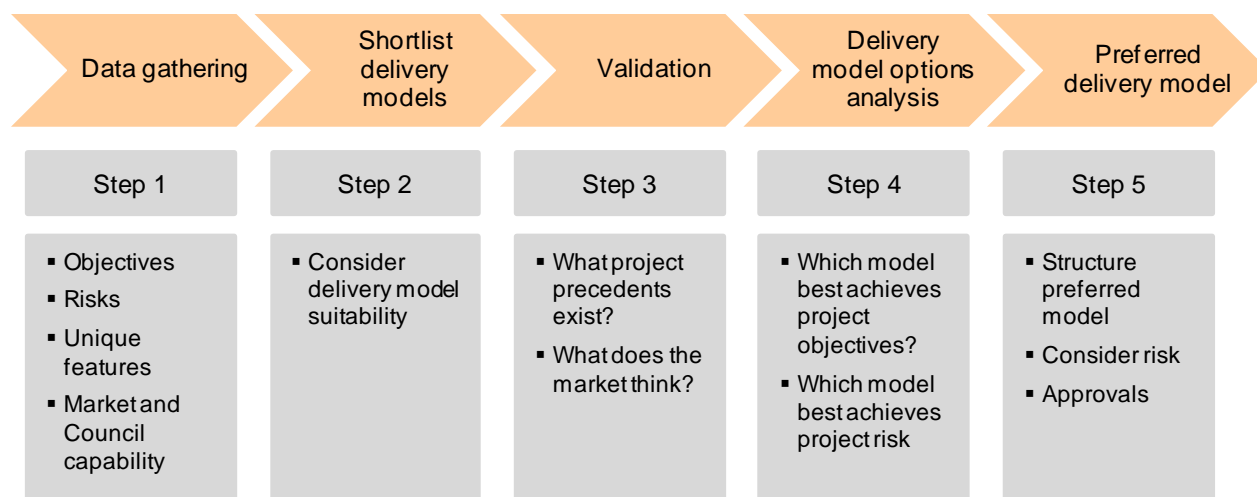 Data gathering
Shortlist
delivery
models
Validation
Delivery
model options
analysis
Preferred
delivery model
Step 1
Step 2
Step 3
Step 4
Step 5
▪ Objectives
▪ Risks
▪ Unique
features
▪ Market and
Council
capability
▪ Consider
delivery model
suitability
▪ What project
precedents
exist?
▪ What does the
market think?
▪ Which model
best achieves
project
objectives?
▪ Which model
best achieves
project risk
▪ Structure
preferred
model
▪ Consider risk
▪ Approvals